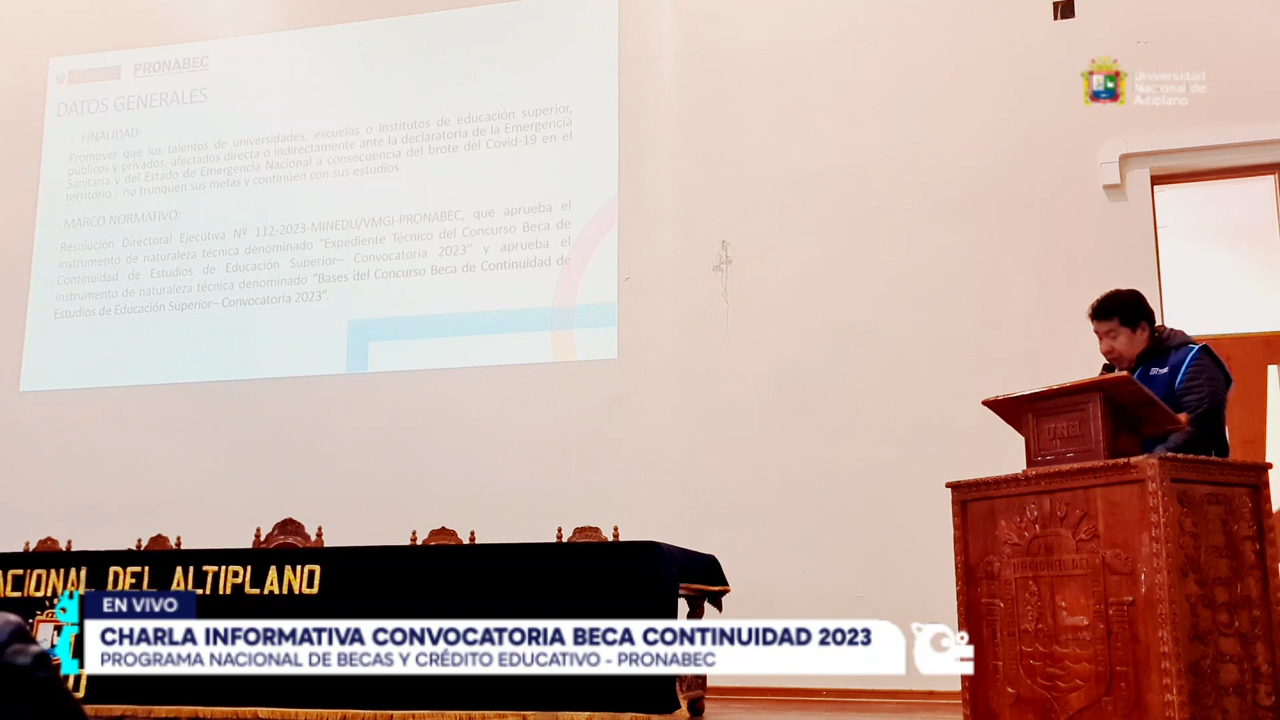 PRONABEC
DATOS GENERALES
- FINALIDAD:
Promover que los talentos de universidades, escuelas o institutos de educación superior,
públicos y privados, afectados directa o indirectamente ante la declaratoria de la Emergencia
Sanitaria y del Estado de Emergencia Nacional a consecuencia del brote del Covid-19 en el
territorio , no trunquen sus metas y continúen con sus estudios.
- MARCO NORMATIVO:
Resolución Directoral Ejecutiva Nº 112-2023-MINEDU/VMGI-PRONABEC, que aprueba el
instrumento de naturaleza técnica denominado "Expediente Técnico del Concurso Beca de
Continuidad de Estudios de Educación Superior– Convocatoria 2023" y aprueba el
instrumento de naturaleza técnica denominado "Bases del Concurso Beca de Continuidad de
Estudios de Educación Superior– Convocatoria 2023".
Universidad
Nacional de
Altiplano
UNA
NACIONAL DEL
ACIONAL DEL ALTIPLANO
EN VIVO
CHARLA INFORMATIVA CONVOCATORIA BECA CONTINUIDAD 2023
PROGRAMA NACIONAL DE BECAS Y CRÉDITO EDUCATIVO - PRONABEC